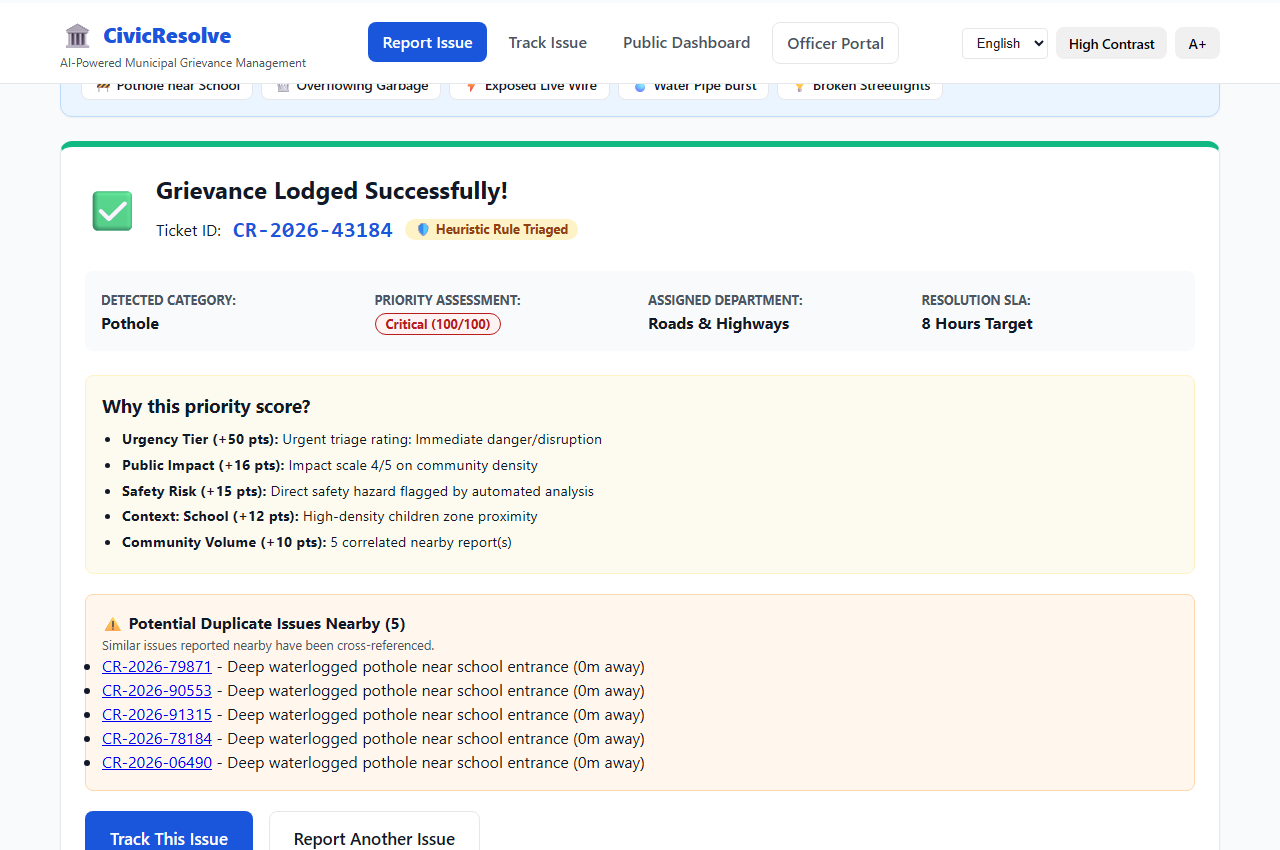 CivicResolve
AI-Powered Municipal Grievance Management
Report Issue
Track Issue
Public Dashboard
Officer Portal
English
High Contrast
A+
Pothole near School
Overflowing Garbage
Exposed Live Wire
Water Pipe Burst
Broken Streetlights
Grievance Lodged Successfully!
Ticket ID: CR-2026-43184 Heuristic Rule Triaged
DETECTED CATEGORY:
Pothole
PRIORITY ASSESSMENT:
Critical (100/100)
ASSIGNED DEPARTMENT:
Roads & Highways
RESOLUTION SLA:
8 Hours Target
Why this priority score?
• Urgency Tier (+50 pts): Urgent triage rating: Immediate danger/disruption
• Public Impact (+16 pts): Impact scale 4/5 on community density
• Safety Risk (+15 pts): Direct safety hazard flagged by automated analysis
• Context: School (+12 pts): High-density children zone proximity
• Community Volume (+10 pts): 5 correlated nearby report(s)
Potential Duplicate Issues Nearby (5)
Similar issues reported nearby have been cross-referenced.
• CR-2026-79871 - Deep waterlogged pothole near school entrance (0m away)
• CR-2026-90553 - Deep waterlogged pothole near school entrance (0m away)
• CR-2026-91315 - Deep waterlogged pothole near school entrance (0m away)
• CR-2026-78184 - Deep waterlogged pothole near school entrance (0m away)
• CR-2026-06490 - Deep waterlogged pothole near school entrance (0m away)
Track This Issue
Report Another Issue